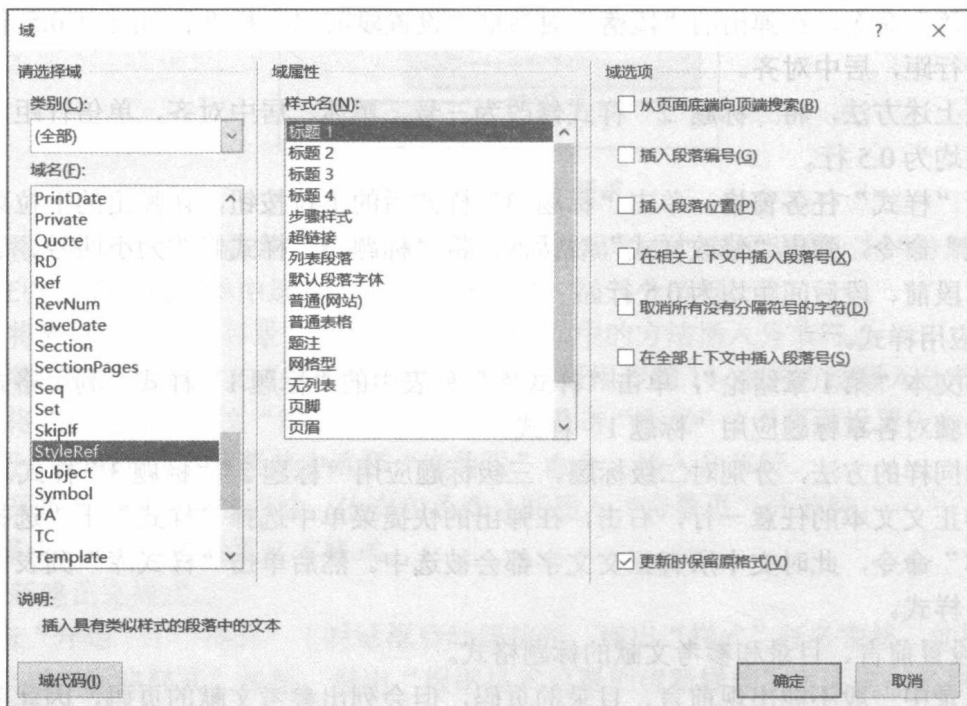 域
? ×
请选择域
类别(C):
(全部)
域名(F):
PrintDate
Private
Quote
RD
Ref
RevNum
SaveDate
Section
SectionPages
Seq
Set
SkipIf
StyleRef
Subject
Symbol
TA
TC
Template
域属性
样式名(N):
标题 1
标题 2
标题 3
标题 4
步骤样式
超链接
列表段落
默认段落字体
普通(网站)
普通表格
题注
网格型
无列表
页脚
页眉
域选项
从页面底端向顶端搜索(B)
插入段落编号(G)
插入段落位置(P)
在相关上下文中插入段落号(X)
取消所有没有分隔符号的字符(D)
在全部上下文中插入段落号(S)
更新时保留原格式(V)
说明:
插入具有类似样式的段落中的文本
域代码(I)
确定
取消